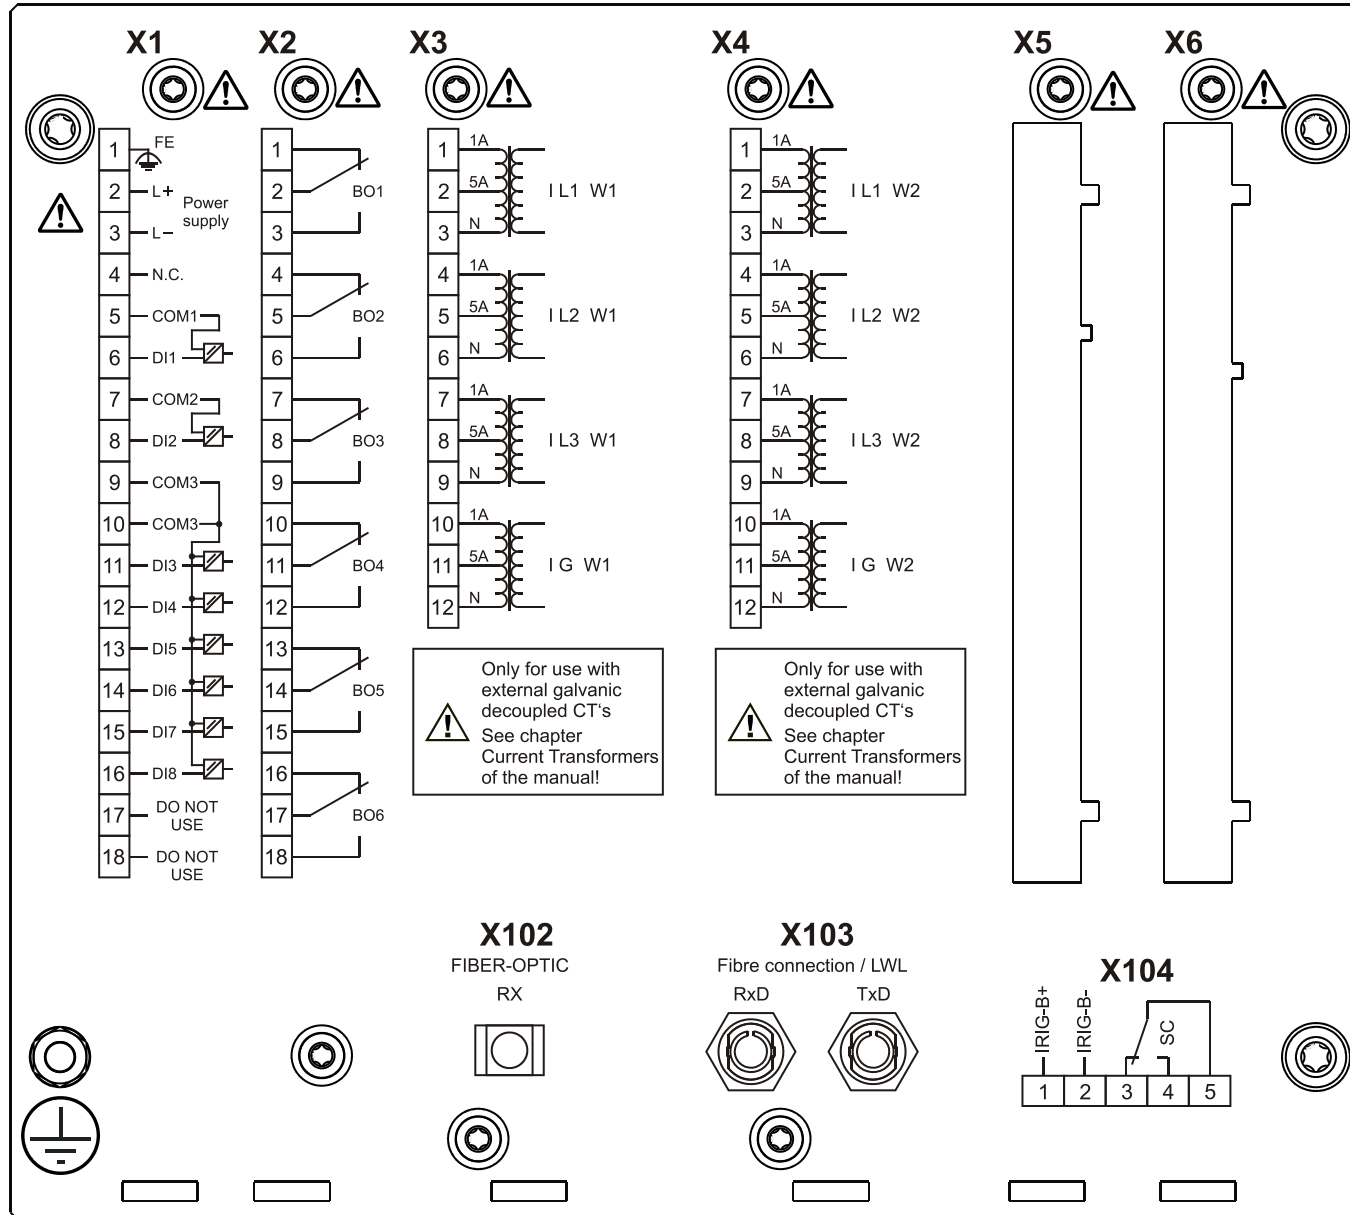 X1
X2
X3
X4
X5
X6
1 FE
2 L+
Power
supply
3 L-
4 N.C.
5 COM1
6 DI1
7 COM2
8 DI2
9 COM3
10 COM3
11 DI3
12 DI4
13 DI5
14 DI6
15 DI7
16 DI8
17 DO NOT
USE
18 DO NOT
USE
1
2 BO1
3
4
5 BO2
6
7
8 BO3
9
10
11 BO4
12
13
14 BO5
15
16
17 BO6
18
1 1A
2 5A I L1 W1
3 N
4 1A
5 5A I L2 W1
6 N
7 1A
8 5A I L3 W1
9 N
10 1A
11 5A I G W1
12 N
Only for use with
external galvanic
decoupled CT‘s
See chapter
Current Transformers
of the manual!
1 1A
2 5A I L1 W2
3 N
4 1A
5 5A I L2 W2
6 N
7 1A
8 5A I L3 W2
9 N
10 1A
11 5A I G W2
12 N
Only for use with
external galvanic
decoupled CT‘s
See chapter
Current Transformers
of the manual!
X102
FIBER-OPTIC
RX
X103
Fibre connection / LWL
RxD TxD
X104
IRIG-B+
IRIG-B-
SC
1 2 3 4 5